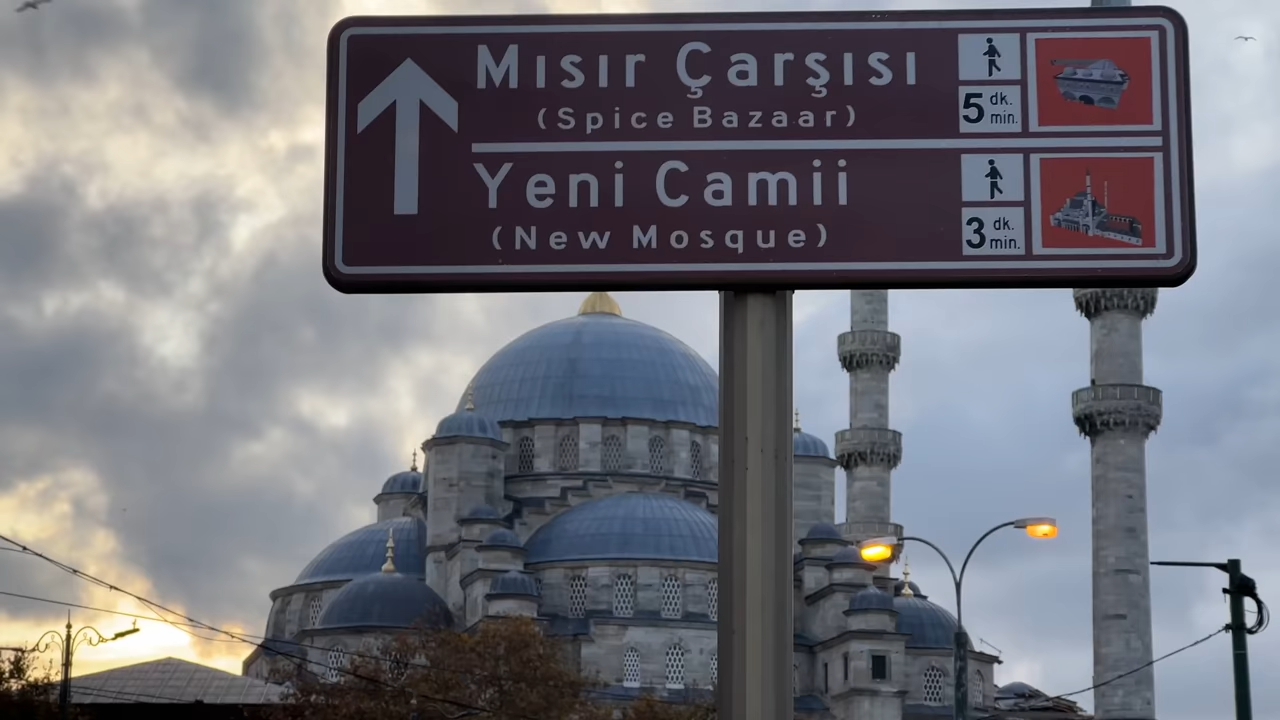 Mısır Çarşısı
(Spice Bazaar)
5 dk.
min.
Yeni Camii
(New Mosque)
3 dk.
min.